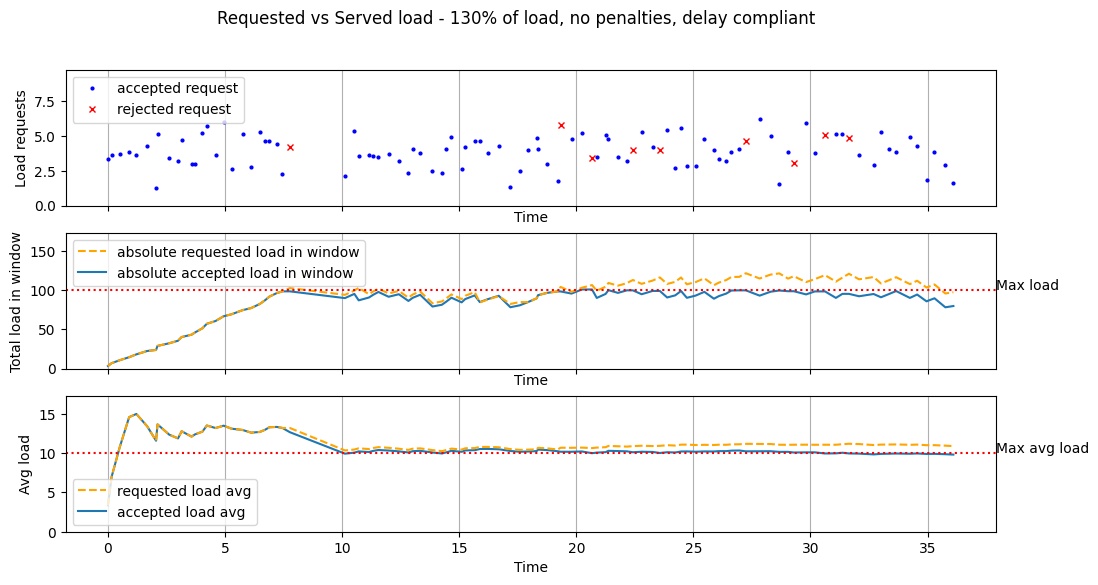 Requested vs Served load - 130% of load, no penalties, delay compliant
Load requests
7.5
5.0
2.5
0.0
accepted request
rejected request
Time
Total load in window
150
100
50
0
absolute requested load in window
absolute accepted load in window
Max load
Time
Avg load
15
10
5
0
requested load avg
accepted load avg
Max avg load
0 5 10 15 20 25 30 35
Time